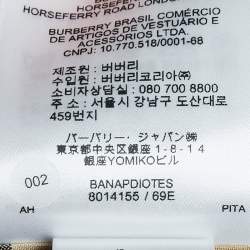 HORSEFERRY ROAD LONDON
BURBERRY BRASIL COMÉRCIO
DE ARTIGOS DE VESTUÁRIO E
ACESSÓRIOS LTDA.
CNPJ: 10.770.518/0001-68
제조원 : 버버리
수입원 : 버버리코리아㈜
소비자상담실 : 080 700 8800
주소 : 서울시 강남구 도산대로
459번지
バーバリー・ジャパン㈱
東京都中央区銀座1-8-14
銀座YOMIKOビル
002
BANAPDIOTES
8014155 / 69E
AH
PITA